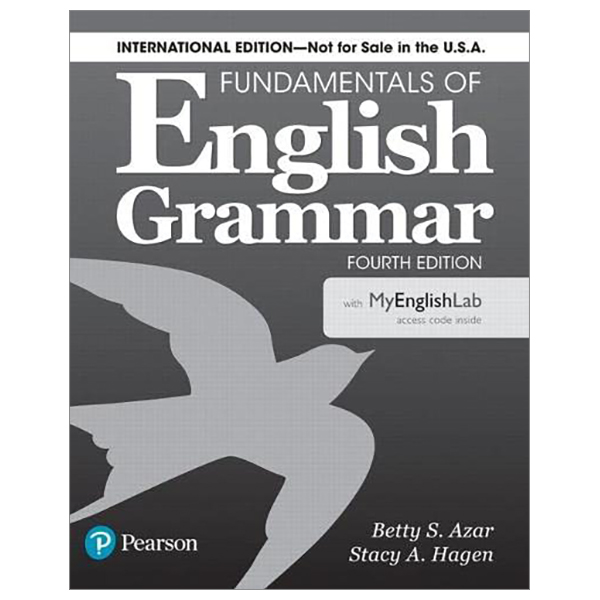 INTERNATIONAL EDITION—Not for Sale in the U.S.A.
FUNDAMENTALS OF
English
Grammar
FOURTH EDITION
with MyEnglishLab
access code inside
Betty S. Azar
Stacy A. Hagen
P Pearson